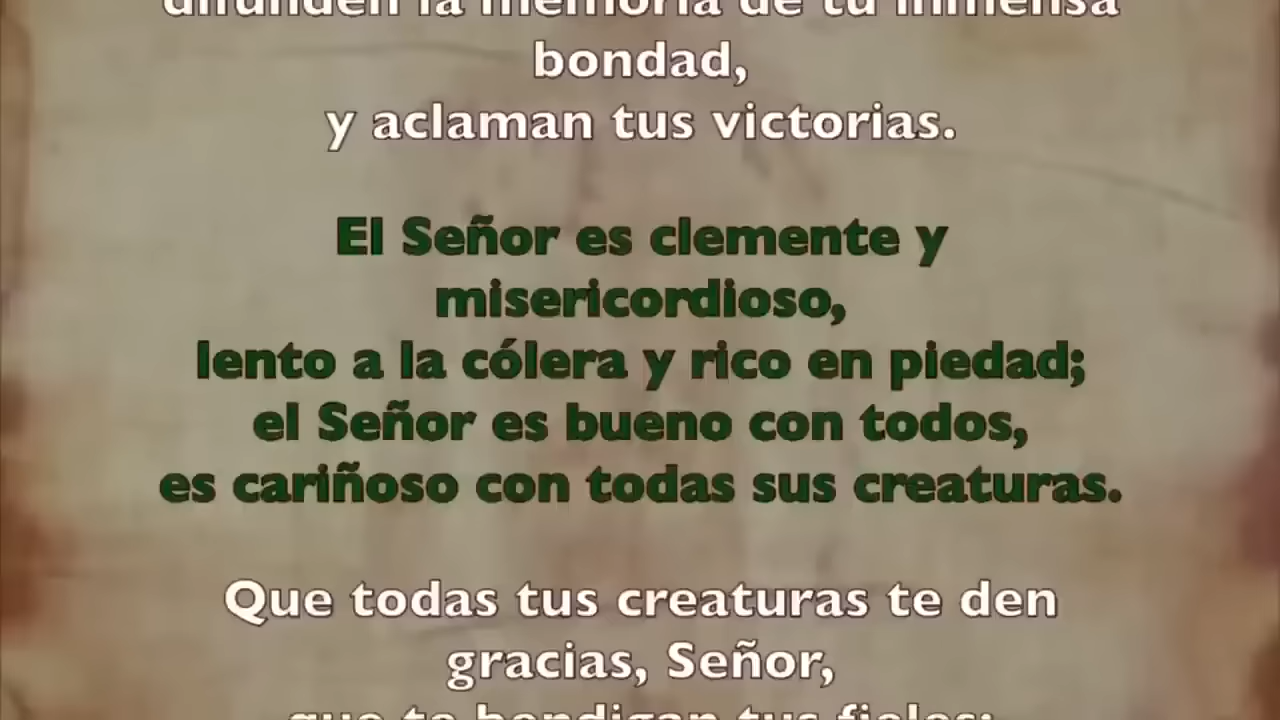 difunden la memoria de tu inmensa
bondad,
y aclaman tus victorias.
El Señor es clemente y
misericordioso,
lento a la cólera y rico en piedad;
el Señor es bueno con todos,
es cariñoso con todas sus creaturas.
Que todas tus creaturas te den
gracias, Señor,
que te bendigan tus fieles;